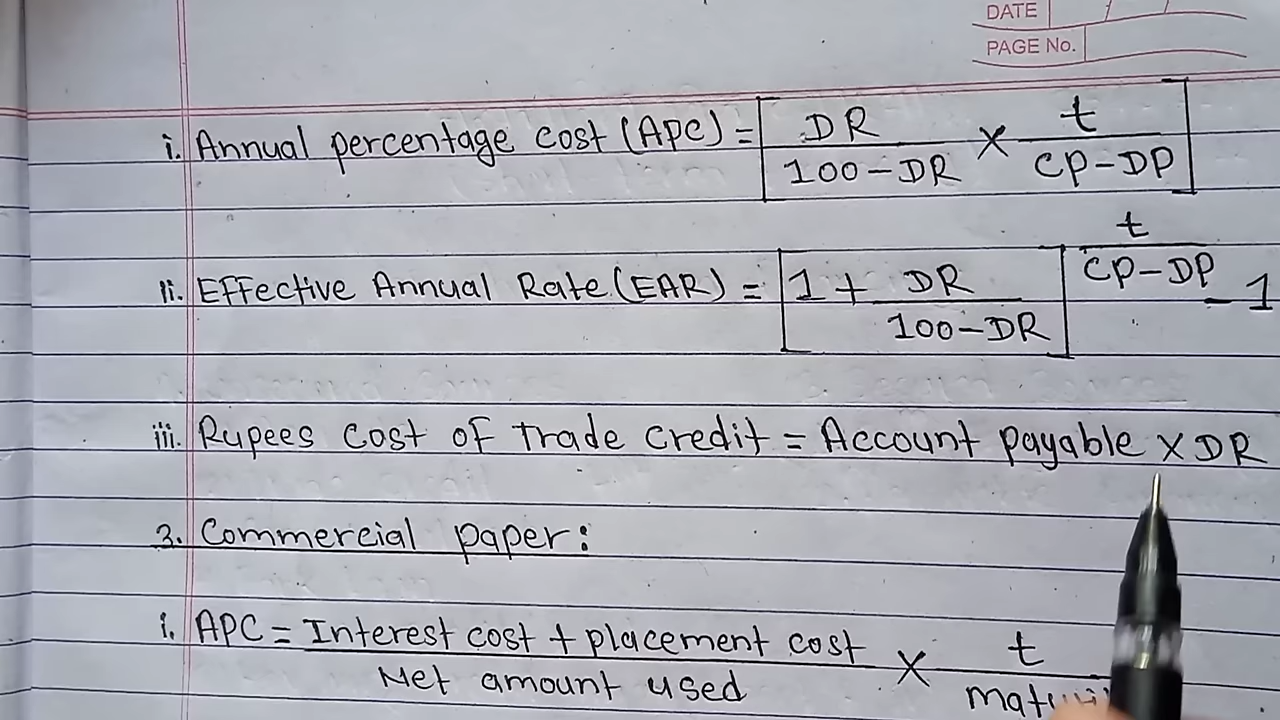 DATE / /
PAGE No.
i. Annual percentage cost (APC) = [DR / 100 - DR × t / CP - DP]
ii. Effective Annual Rate (EAR) = [1 + DR / 100 - DR]^(t / CP - DP) - 1
iii. Rupees cost of Trade credit = Account payable × DR
3. Commercial paper:
i. APC = Interest cost + placement cost / Net amount used × t /